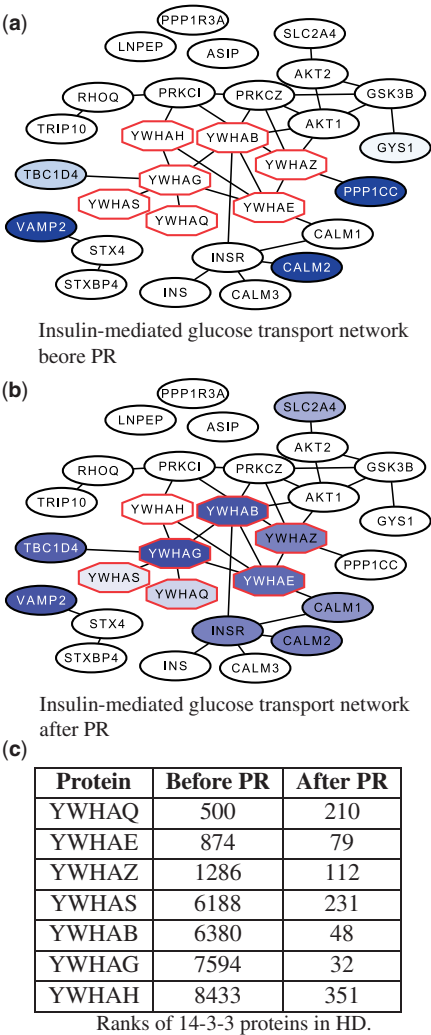 (a)
PPP1R3A
SLC2A4
LNPEP
ASIP
AKT2
RHOQ
PRKCI
PRKCZ
GSK3B
TRIP10
YWHAH
YWHAB
AKT1
GYS1
TBC1D4
YWHAG
YWHAZ
PPP1CC
YWHAS
YWHAQ
YWHAE
VAMP2
STX4
INSR
CALM1
STXBP4
INS
CALM3
CALM2
Insulin-mediated glucose transport network
beore PR
(b)
PPP1R3A
SLC2A4
LNPEP
ASIP
AKT2
RHOQ
PRKCI
PRKCZ
GSK3B
TRIP10
YWHAH
YWHAB
AKT1
GYS1
TBC1D4
YWHAG
YWHAZ
PPP1CC
YWHAS
YWHAQ
YWHAE
VAMP2
STX4
INSR
CALM1
STXBP4
INS
CALM3
CALM2
Insulin-mediated glucose transport network
after PR
(c)
Protein Before PR After PR
YWHAQ 500 210
YWHAE 874 79
YWHAZ 1286 112
YWHAS 6188 231
YWHAB 6380 48
YWHAG 7594 32
YWHAH 8433 351
Ranks of 14-3-3 proteins in HD.